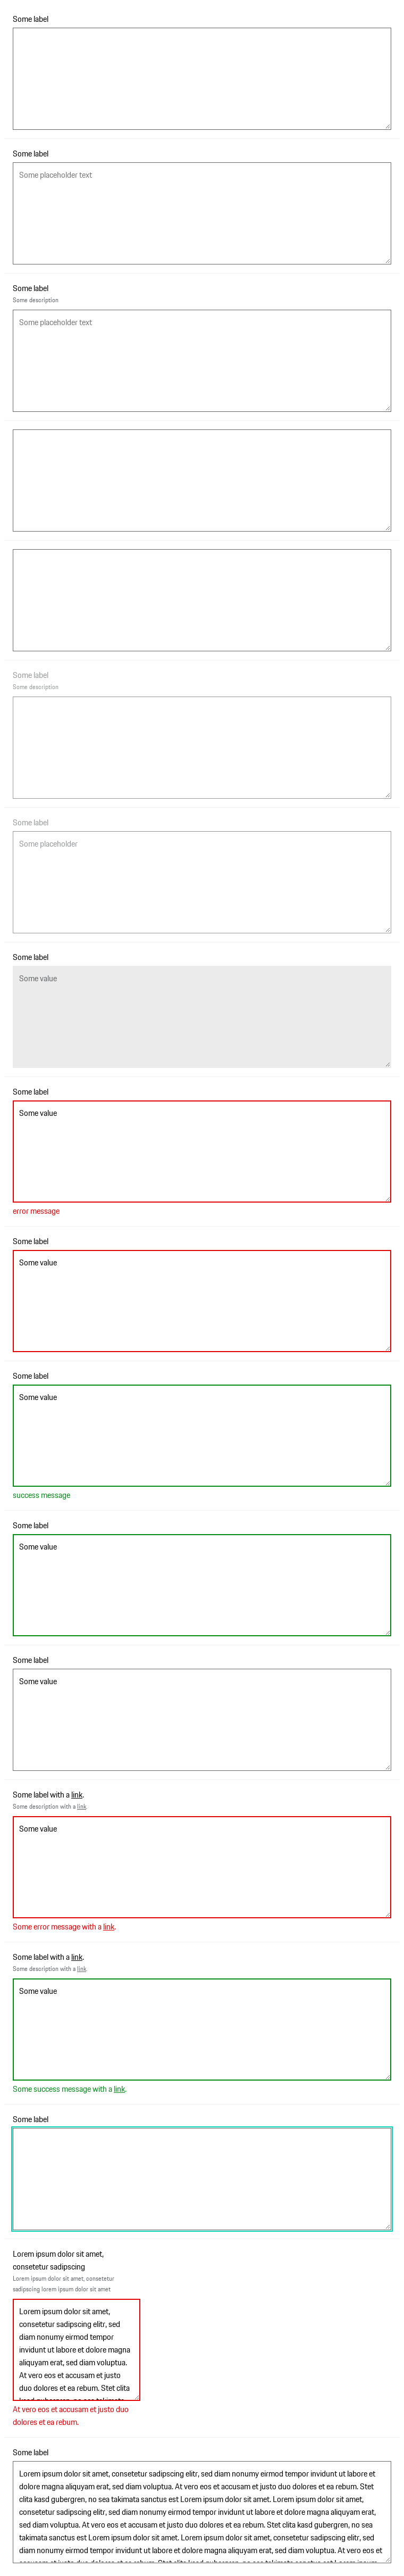 Some label
Some label
Some placeholder text
Some label
Some description
Some placeholder text
Some label
Some description
Some label
Some placeholder
Some label
Some value
Some label
Some value
error message
Some label
Some value
Some label
Some value
success message
Some label
Some value
Some label
Some value
Some label with a link.
Some description with a link
Some value
Some error message with a link.
Some label with a link.
Some description with a link
Some value
Some success message with a link.
Some label
Lorem ipsum dolor sit amet,
consetetur sadipscing
Lorem ipsum dolor sit amet, consetetur
sadipscing lorem ipsum dolor sit amet
Lorem ipsum dolor sit amet,
consetetur sadipscing elitr, sed
diam nonumy eirmod tempor
invidunt ut labore et dolore magna
aliquyam erat, sed diam voluptua.
At vero eos et accusam et justo
duo dolores et ea rebum. Stet clita
At vero eos et accusam et justo duo
dolores et ea rebum.
Some label
Lorem ipsum dolor sit amet, consetetur sadipscing elitr, sed diam nonumy eirmod tempor invidunt ut labore et
dolore magna aliquyam erat, sed diam voluptua. At vero eos et accusam et justo duo dolores et ea rebum. Stet
clita kasd gubergren, no sea takimata sanctus est Lorem ipsum dolor sit amet. Lorem ipsum dolor sit amet,
consetetur sadipscing elitr, sed diam nonumy eirmod tempor invidunt ut labore et dolore magna aliquyam erat,
sed diam voluptua. At vero eos et accusam et justo duo dolores et ea rebum. Stet clita kasd gubergren, no sea
takimata sanctus est Lorem ipsum dolor sit amet. Lorem ipsum dolor sit amet, consetetur sadipscing elitr, sed
diam nonumy eirmod tempor invidunt ut labore et dolore magna aliquyam erat, sed diam voluptua. At vero eos et